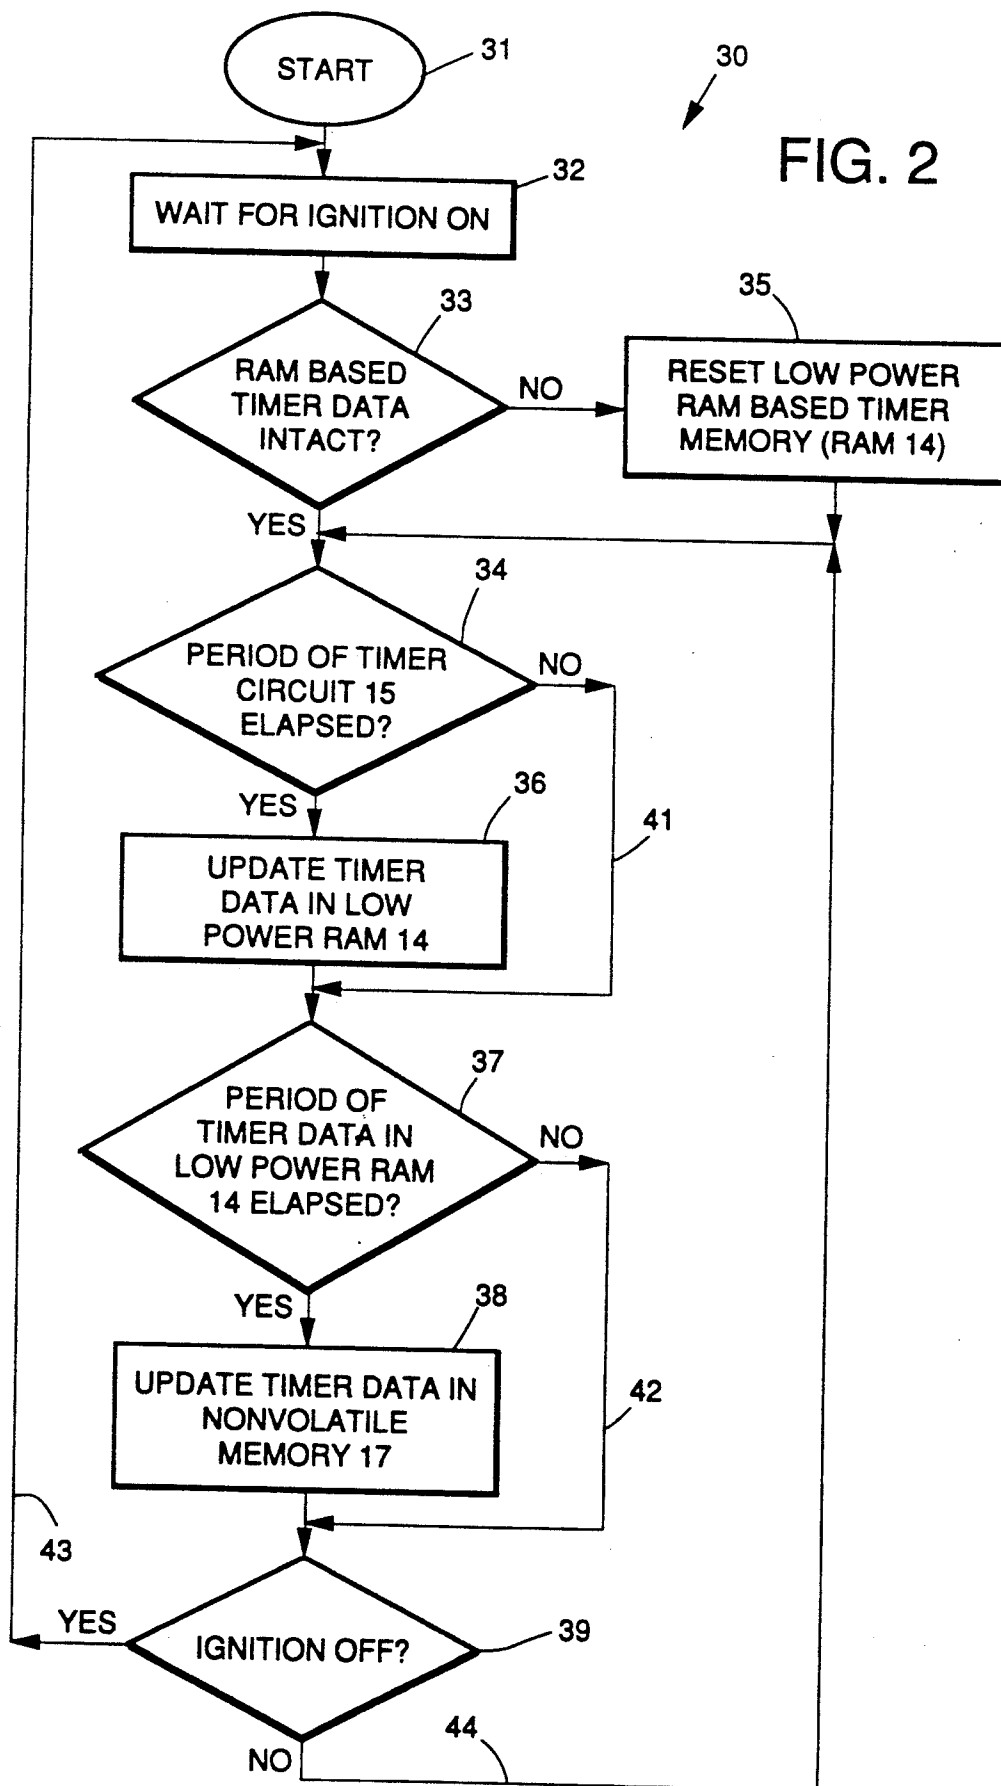 START
31
30
FIG. 2
32
WAIT FOR IGNITION ON
33
35
RAM BASED
TIMER DATA
INTACT?
NO
RESET LOW POWER
RAM BASED TIMER
MEMORY (RAM 14)
YES
34
PERIOD OF TIMER
CIRCUIT 15
ELAPSED?
NO
YES
36
41
UPDATE TIMER
DATA IN LOW
POWER RAM 14
37
PERIOD OF
TIMER DATA IN
LOW POWER RAM
14 ELAPSED?
NO
YES
38
UPDATE TIMER DATA IN
NONVOLATILE
MEMORY 17
42
43
YES
IGNITION OFF?
39
NO
44